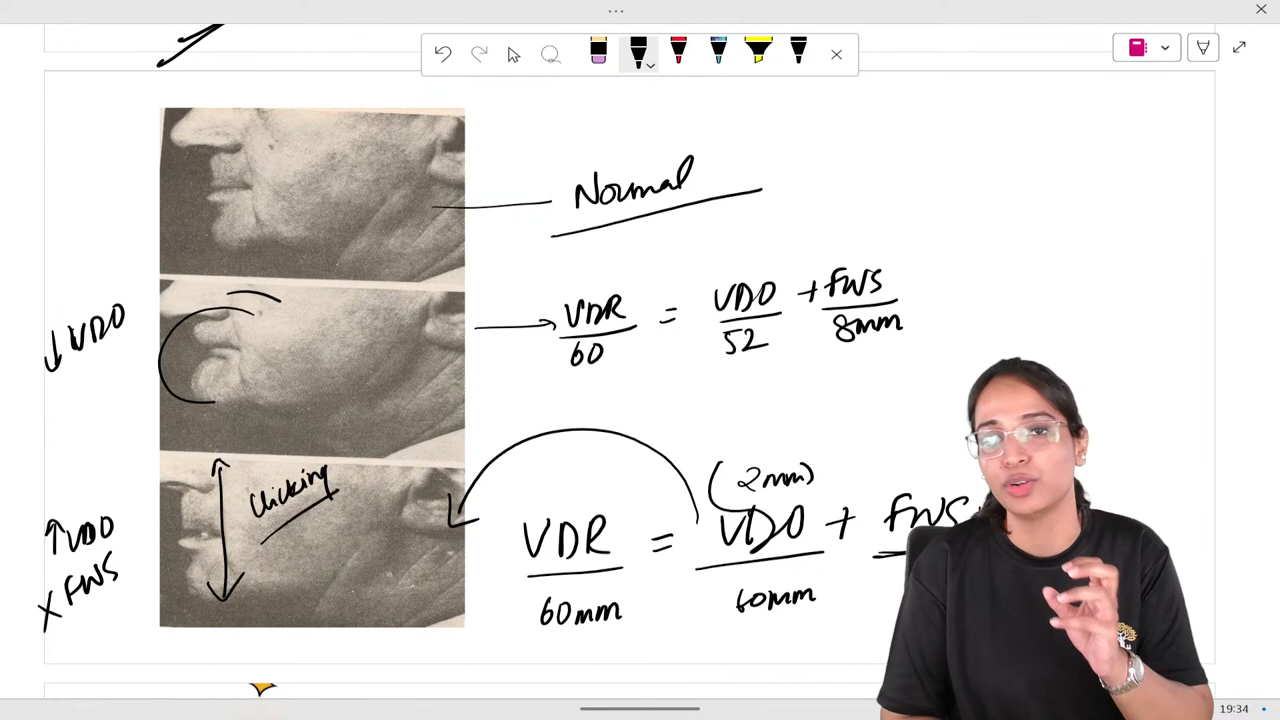 Normal
↓VDO
VDR = VDO + FWS
60 52 8mm
Clicking
(2mm)
↑VDO
X FWS
VDR = VDO + FWS
60mm 60mm
19:34